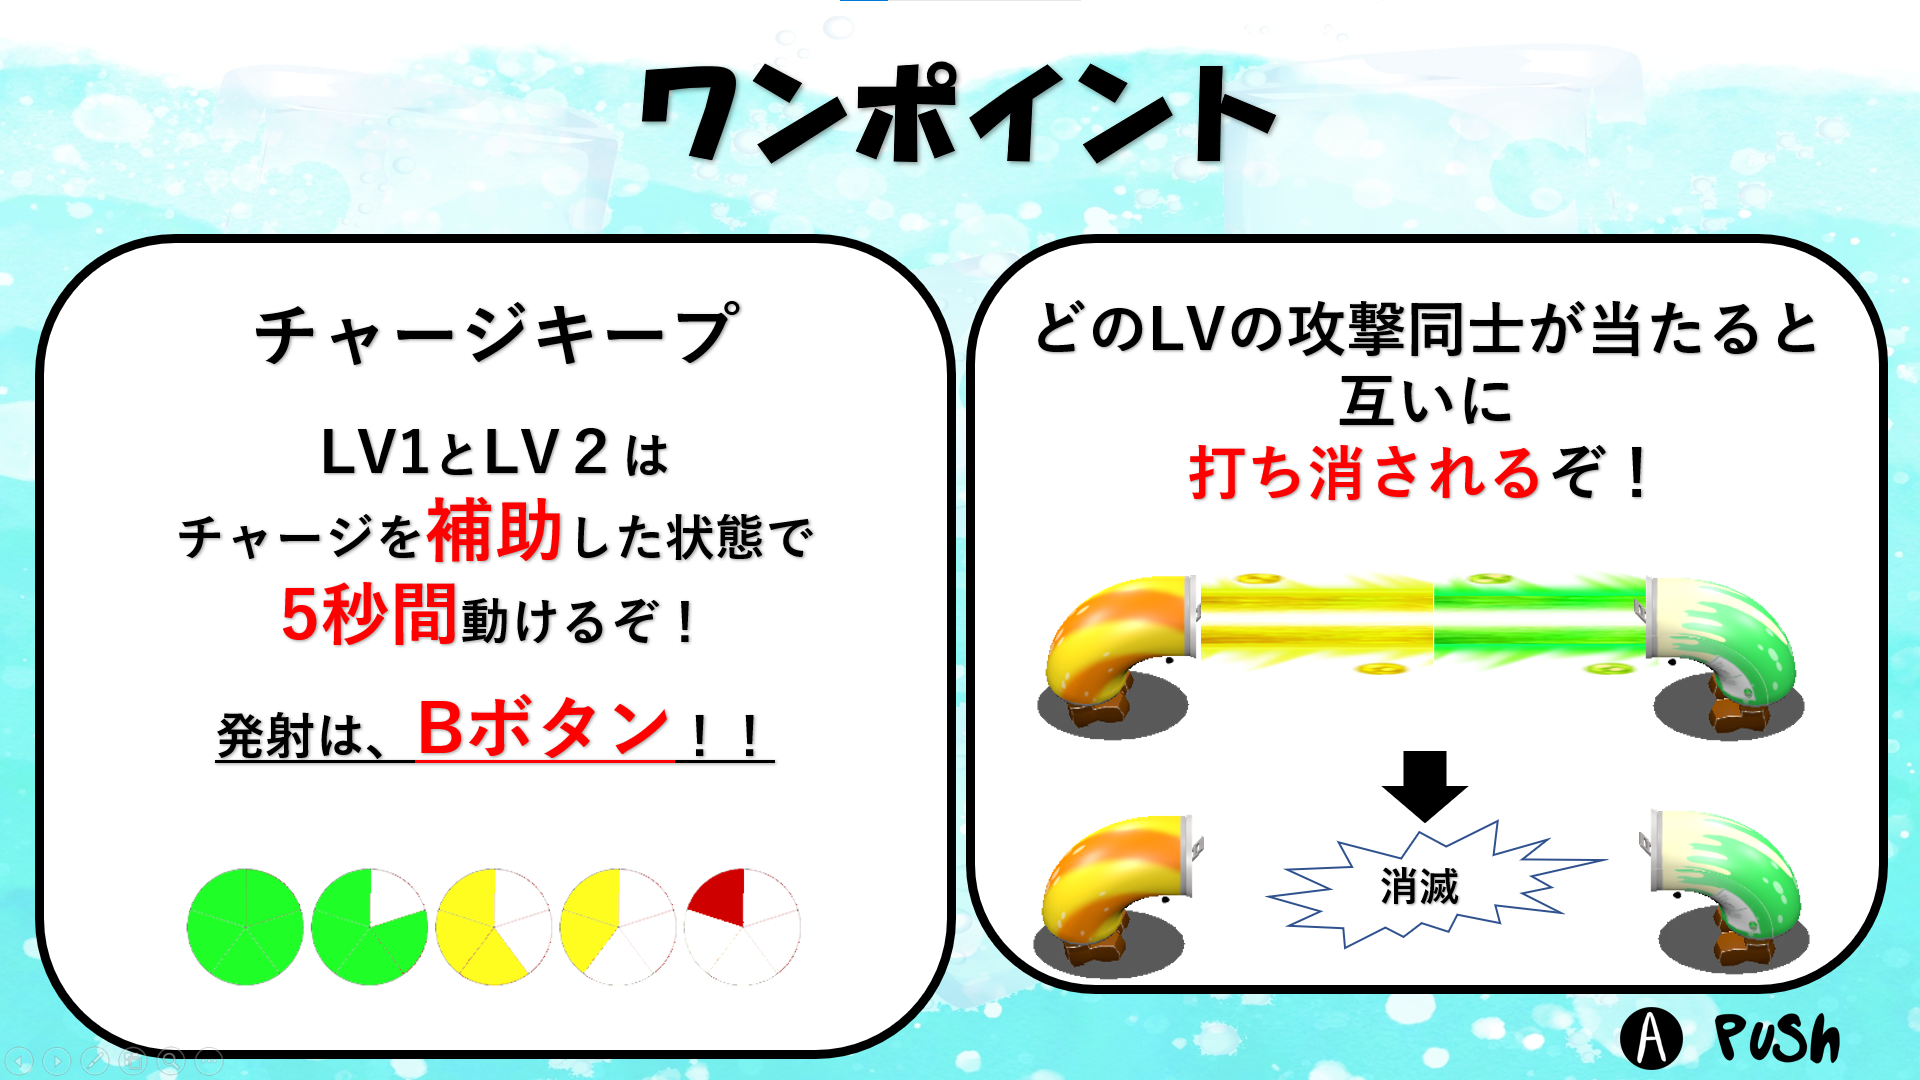 ワンポイント
チャージキープ
LV1とLV２は
チャージを補助した状態で
5秒間動けるぞ！
発射は、Bボタン！！
どのLVの攻撃同士が当たると
互いに
打ち消されるぞ！
消滅
A PUSH